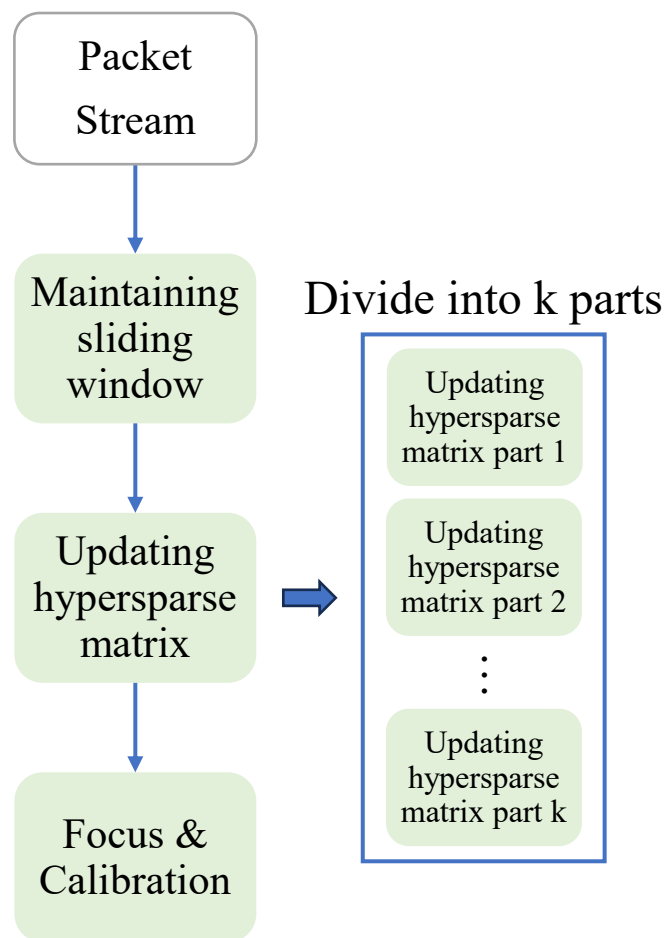 Packet
Stream
Maintaining
sliding
window
Updating
hypersparse
matrix
Focus &
Calibration
Divide into k parts
Updating
hypersparse
matrix part 1
Updating
hypersparse
matrix part 2
⋮
Updating
hypersparse
matrix part k